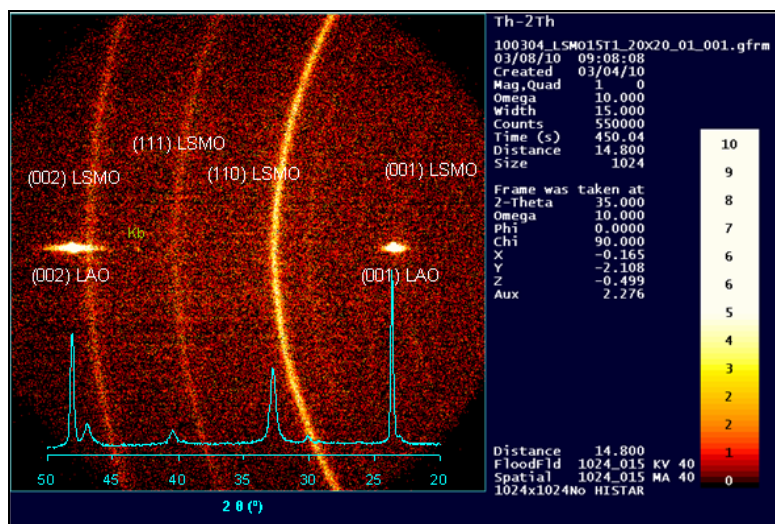 Th-2Th
100304_LSMO15T1_20X20_01_001.gfrm
03/08/10 09:08:08
Created 03/04/10
Mag,Quad 1 0
Omega 10.000
Width 15.000
Counts 550000
Time (s) 450.04
Distance 14.800
Size 1024
Frame was taken at
2-Theta 35.000
Omega 10.000
Phi 0.0000
Chi 90.000
X -0.165
Y -2.108
Z -0.499
Aux 2.276
(111) LSMO
(002) LSMO
(110) LSMO
(001) LSMO
Kb
(002) LAO
(001) LAO
50 45 40 35 30 25 20
2 θ (º)
10
9
8
7
6
6
5
4
3
2
2
1
0
Distance 14.800
FloodFld 1024_015 KV 40
Spatial 1024_015 MA 40
1024x1024No HISTAR